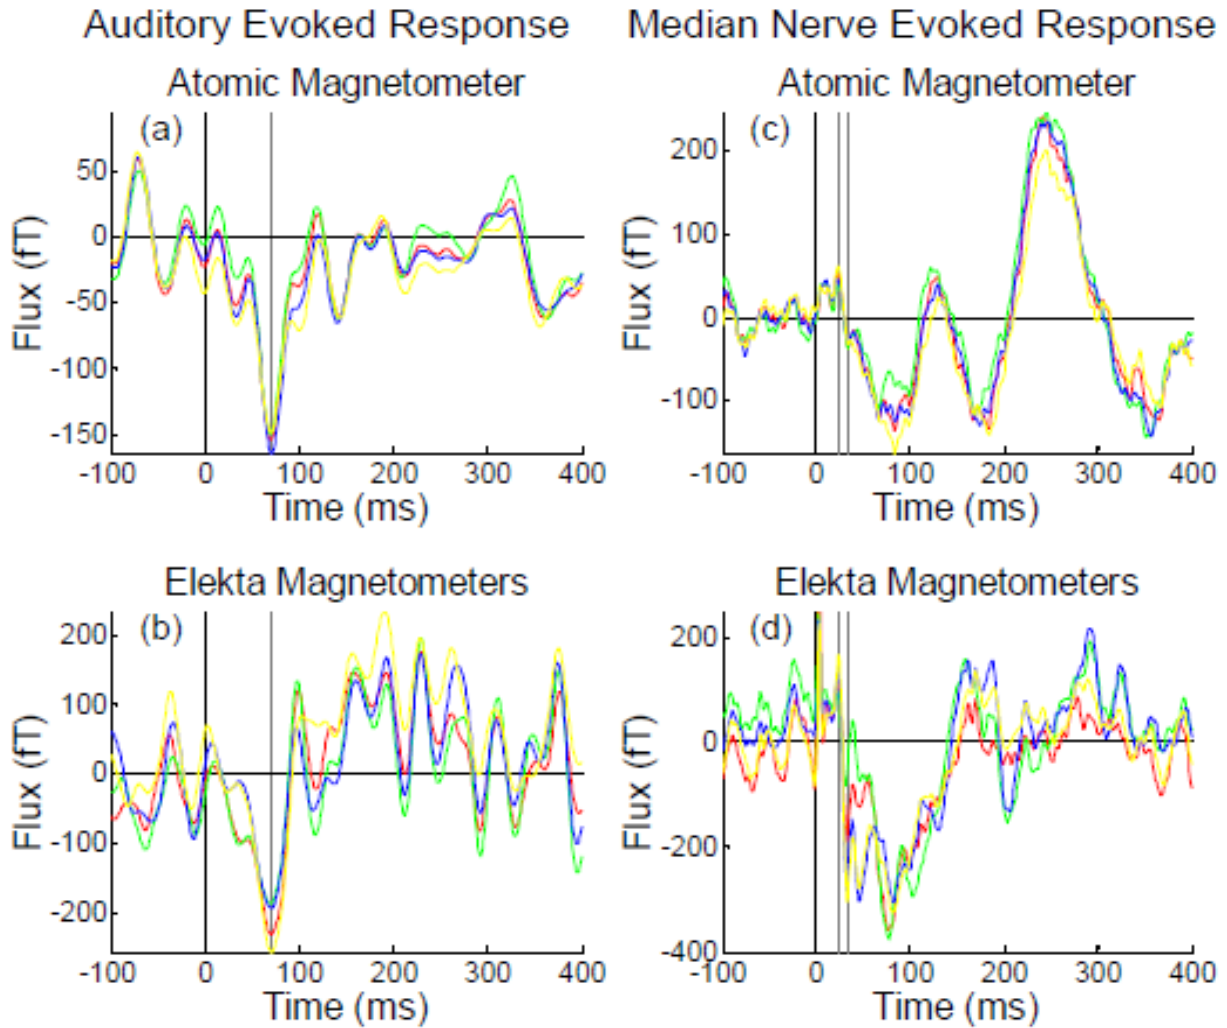 Auditory Evoked Response
Median Nerve Evoked Response
Atomic Magnetometer
(a)
50
0
-50
-100
-150
Flux (fT)
-100 0 100 200 300 400
Time (ms)
Atomic Magnetometer
(c)
200
100
0
-100
Flux (fT)
-100 0 100 200 300 400
Time (ms)
Elekta Magnetometers
(b)
200
100
0
-100
-200
Flux (fT)
-100 0 100 200 300 400
Time (ms)
Elekta Magnetometers
(d)
200
0
-200
-400
Flux (fT)
-100 0 100 200 300 400
Time (ms)